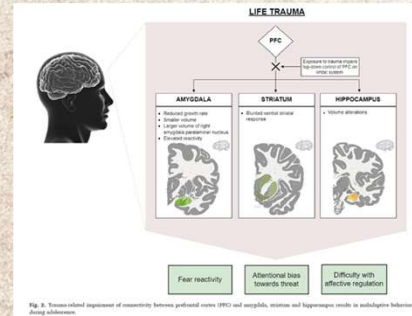 LIFE TRAUMA
PFC
Exposure to trauma impairs
top-down control of PFC on
limbic system
AMYGDALA
• Reduced growth rate
• Smaller volume
• Larger volume of right
amygdala paralaminar nucleus
• Elevated reactivity
STRIATUM
• Blunted ventral striatal
response
HIPPOCAMPUS
• Volume alterations
Fear reactivity
Attentional bias
towards threat
Difficulty with
affective regulation
Fig. 2. Trauma-related impairment of connectivity between prefrontal cortex (PFC) and amygdala, striatum and hippocampus results in maladaptive behavior
during adolescence.